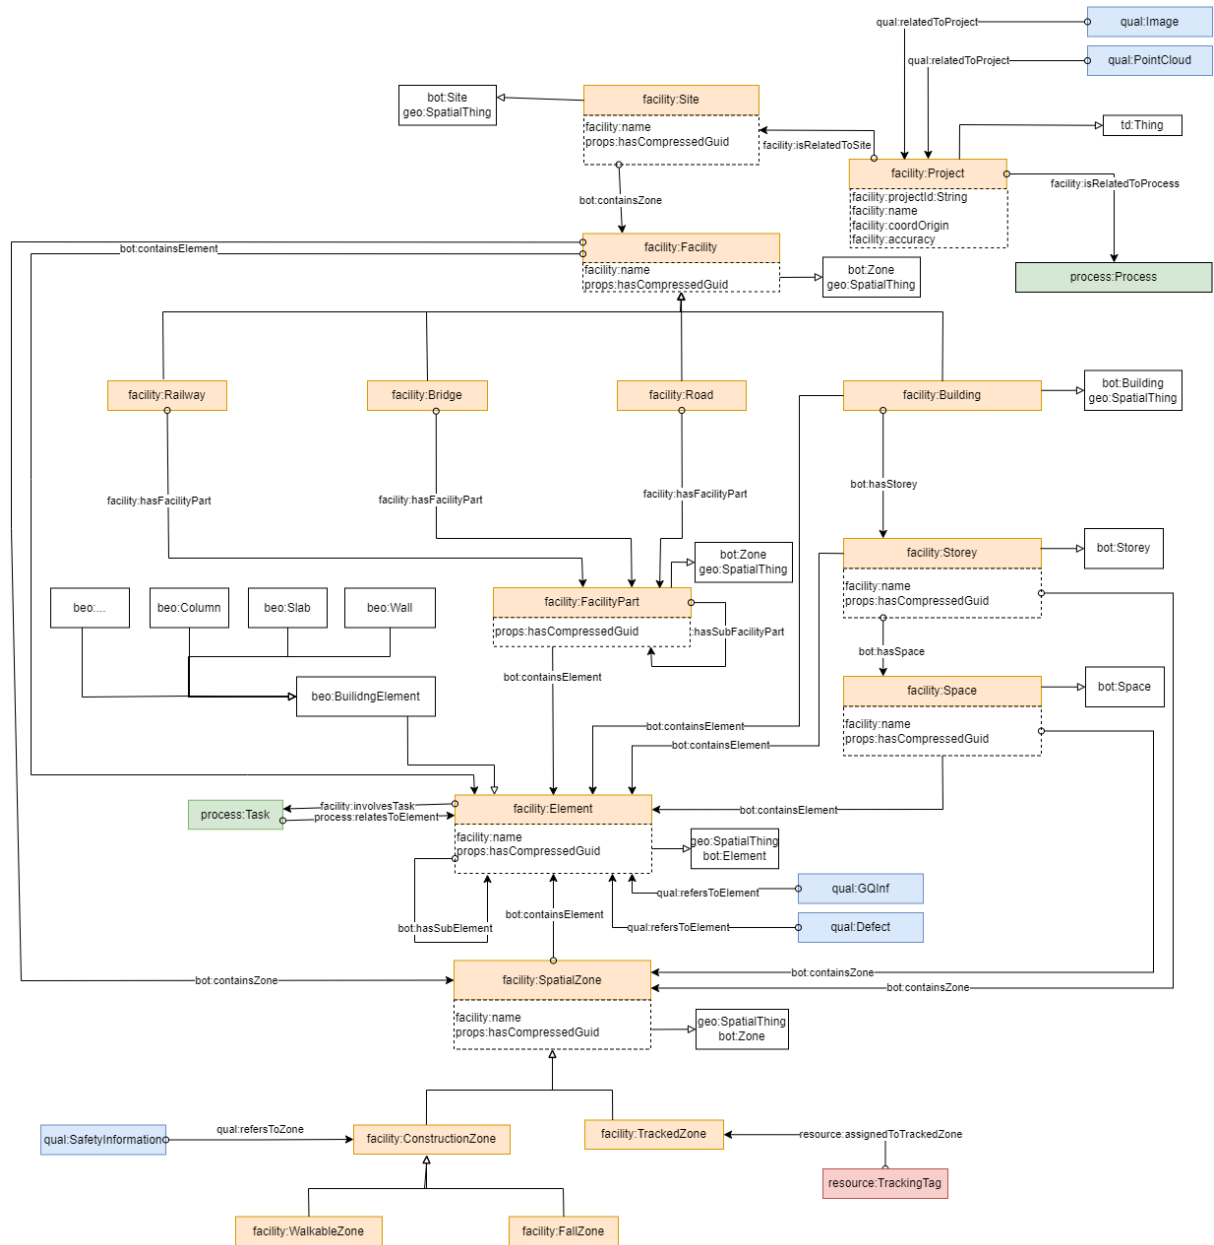 qual:relatedToProject
qual:Image
qual:relatedToProject
qual:PointCloud
bot:Site
geo:SpatialThing
facility:Site
facility:name
props:hasCompressedGuid
facility:isRelatedToSite
td:Thing
facility:Project
facility:projectId:String
facility:name
facility:coordOrigin
facility:accuracy
facility:isRelatedToProcess
bot:containsZone
bot:containsElement
facility:Facility
facility:name
props:hasCompressedGuid
bot:Zone
geo:SpatialThing
process:Process
facility:Railway
facility:Bridge
facility:Road
facility:Building
bot:Building
geo:SpatialThing
facility:hasFacilityPart
facility:hasFacilityPart
facility:hasFacilityPart
bot:hasStorey
bot:Zone
geo:SpatialThing
facility:Storey
facility:name
props:hasCompressedGuid
bot:Storey
beo:...
beo:Column
beo:Slab
beo:Wall
facility:FacilityPart
props:hasCompressedGuid
:hasSubFacilityPart
bot:hasSpace
bot:containsElement
beo:BuilidngElement
facility:Space
facility:name
props:hasCompressedGuid
bot:Space
bot:containsElement
bot:containsElement
process:Task
facility:involvesTask
process:relatesToElement
facility:Element
facility:name
props:hasCompressedGuid
bot:containsElement
geo:SpatialThing
bot:Element
qual:refersToElement
qual:GQInf
bot:hasSubElement
bot:containsElement
qual:refersToElement
qual:Defect
bot:containsZone
facility:SpatialZone
facility:name
props:hasCompressedGuid
bot:containsZone
bot:containsZone
geo:SpatialThing
bot:Zone
qual:SafetyInformation
qual:refersToZone
facility:ConstructionZone
facility:TrackedZone
resource:assignedToTrackedZone
resource:TrackingTag
facility:WalkableZone
facility:FallZone